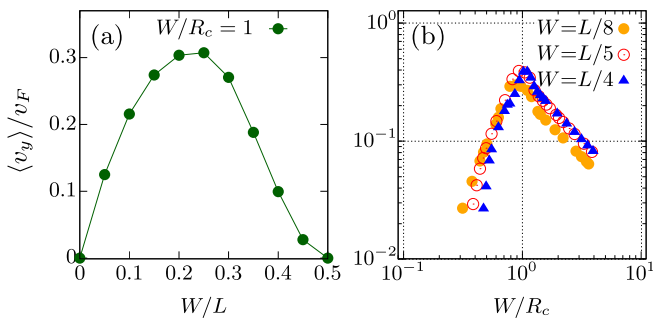 (a) W/R_c = 1
⟨v_y⟩/v_F
0.3
0.2
0.1
0
0 0.1 0.2 0.3 0.4 0.5
W/L
(b) W=L/8
W=L/5
W=L/4
10^0
10^−1
10^−2
10^−1 10^0 10^1
W/R_c